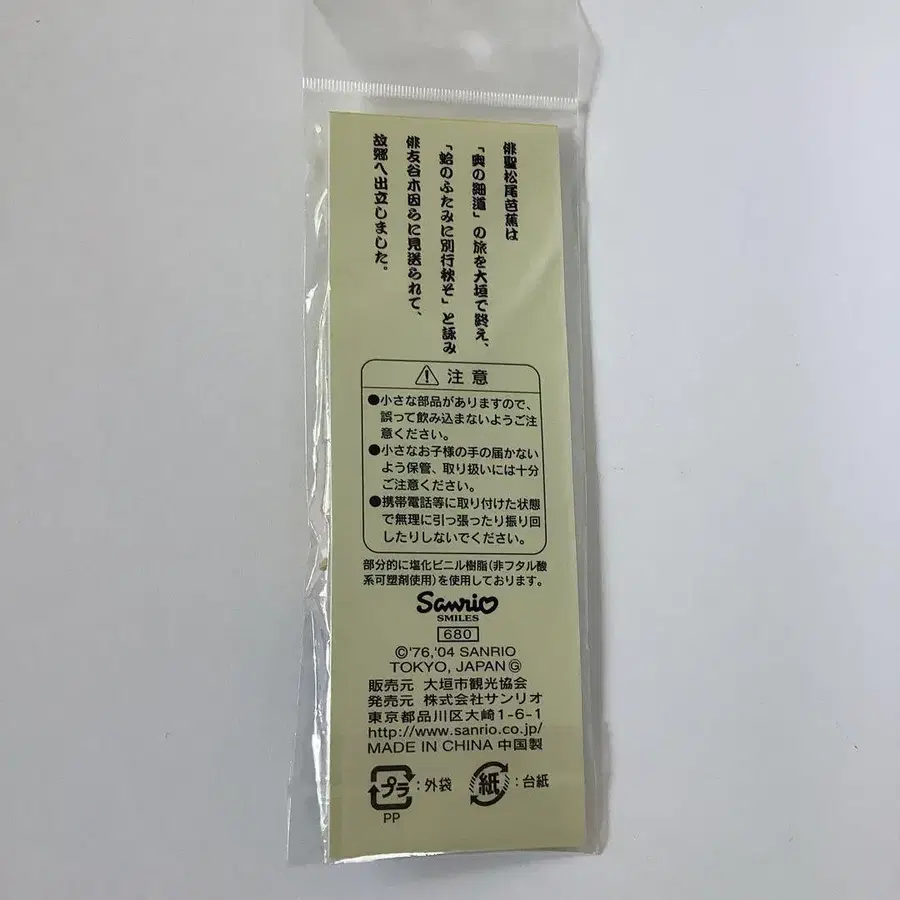 俳聖松尾芭蕉は
「奥の細道」の旅を大垣で終え、
「蛤のふたみに別行秋そ」と詠み
俳友谷木因らに見送られて、
故郷へ出立しました。
注意
●小さな部品がありますので、
誤って飲み込まないようご注
意ください。
●小さなお子様の手の届かない
よう保管、取り扱いには十分
ご注意ください。
●携帯電話等に取り付けた状態
で無理に引っ張ったり振り回
したりしないでください。
部分的に塩化ビニル樹脂(非フタル酸
系可塑剤使用)を使用しております。
Sanrio
SMILES
680
©'76,'04 SANRIO
TOKYO, JAPAN Ⓖ
販売元 大垣市観光協会
発売元 株式会社サンリオ
東京都品川区大崎1-6-1
http://www.sanrio.co.jp/
MADE IN CHINA 中国製
プラ:外袋 紙:台紙
PP